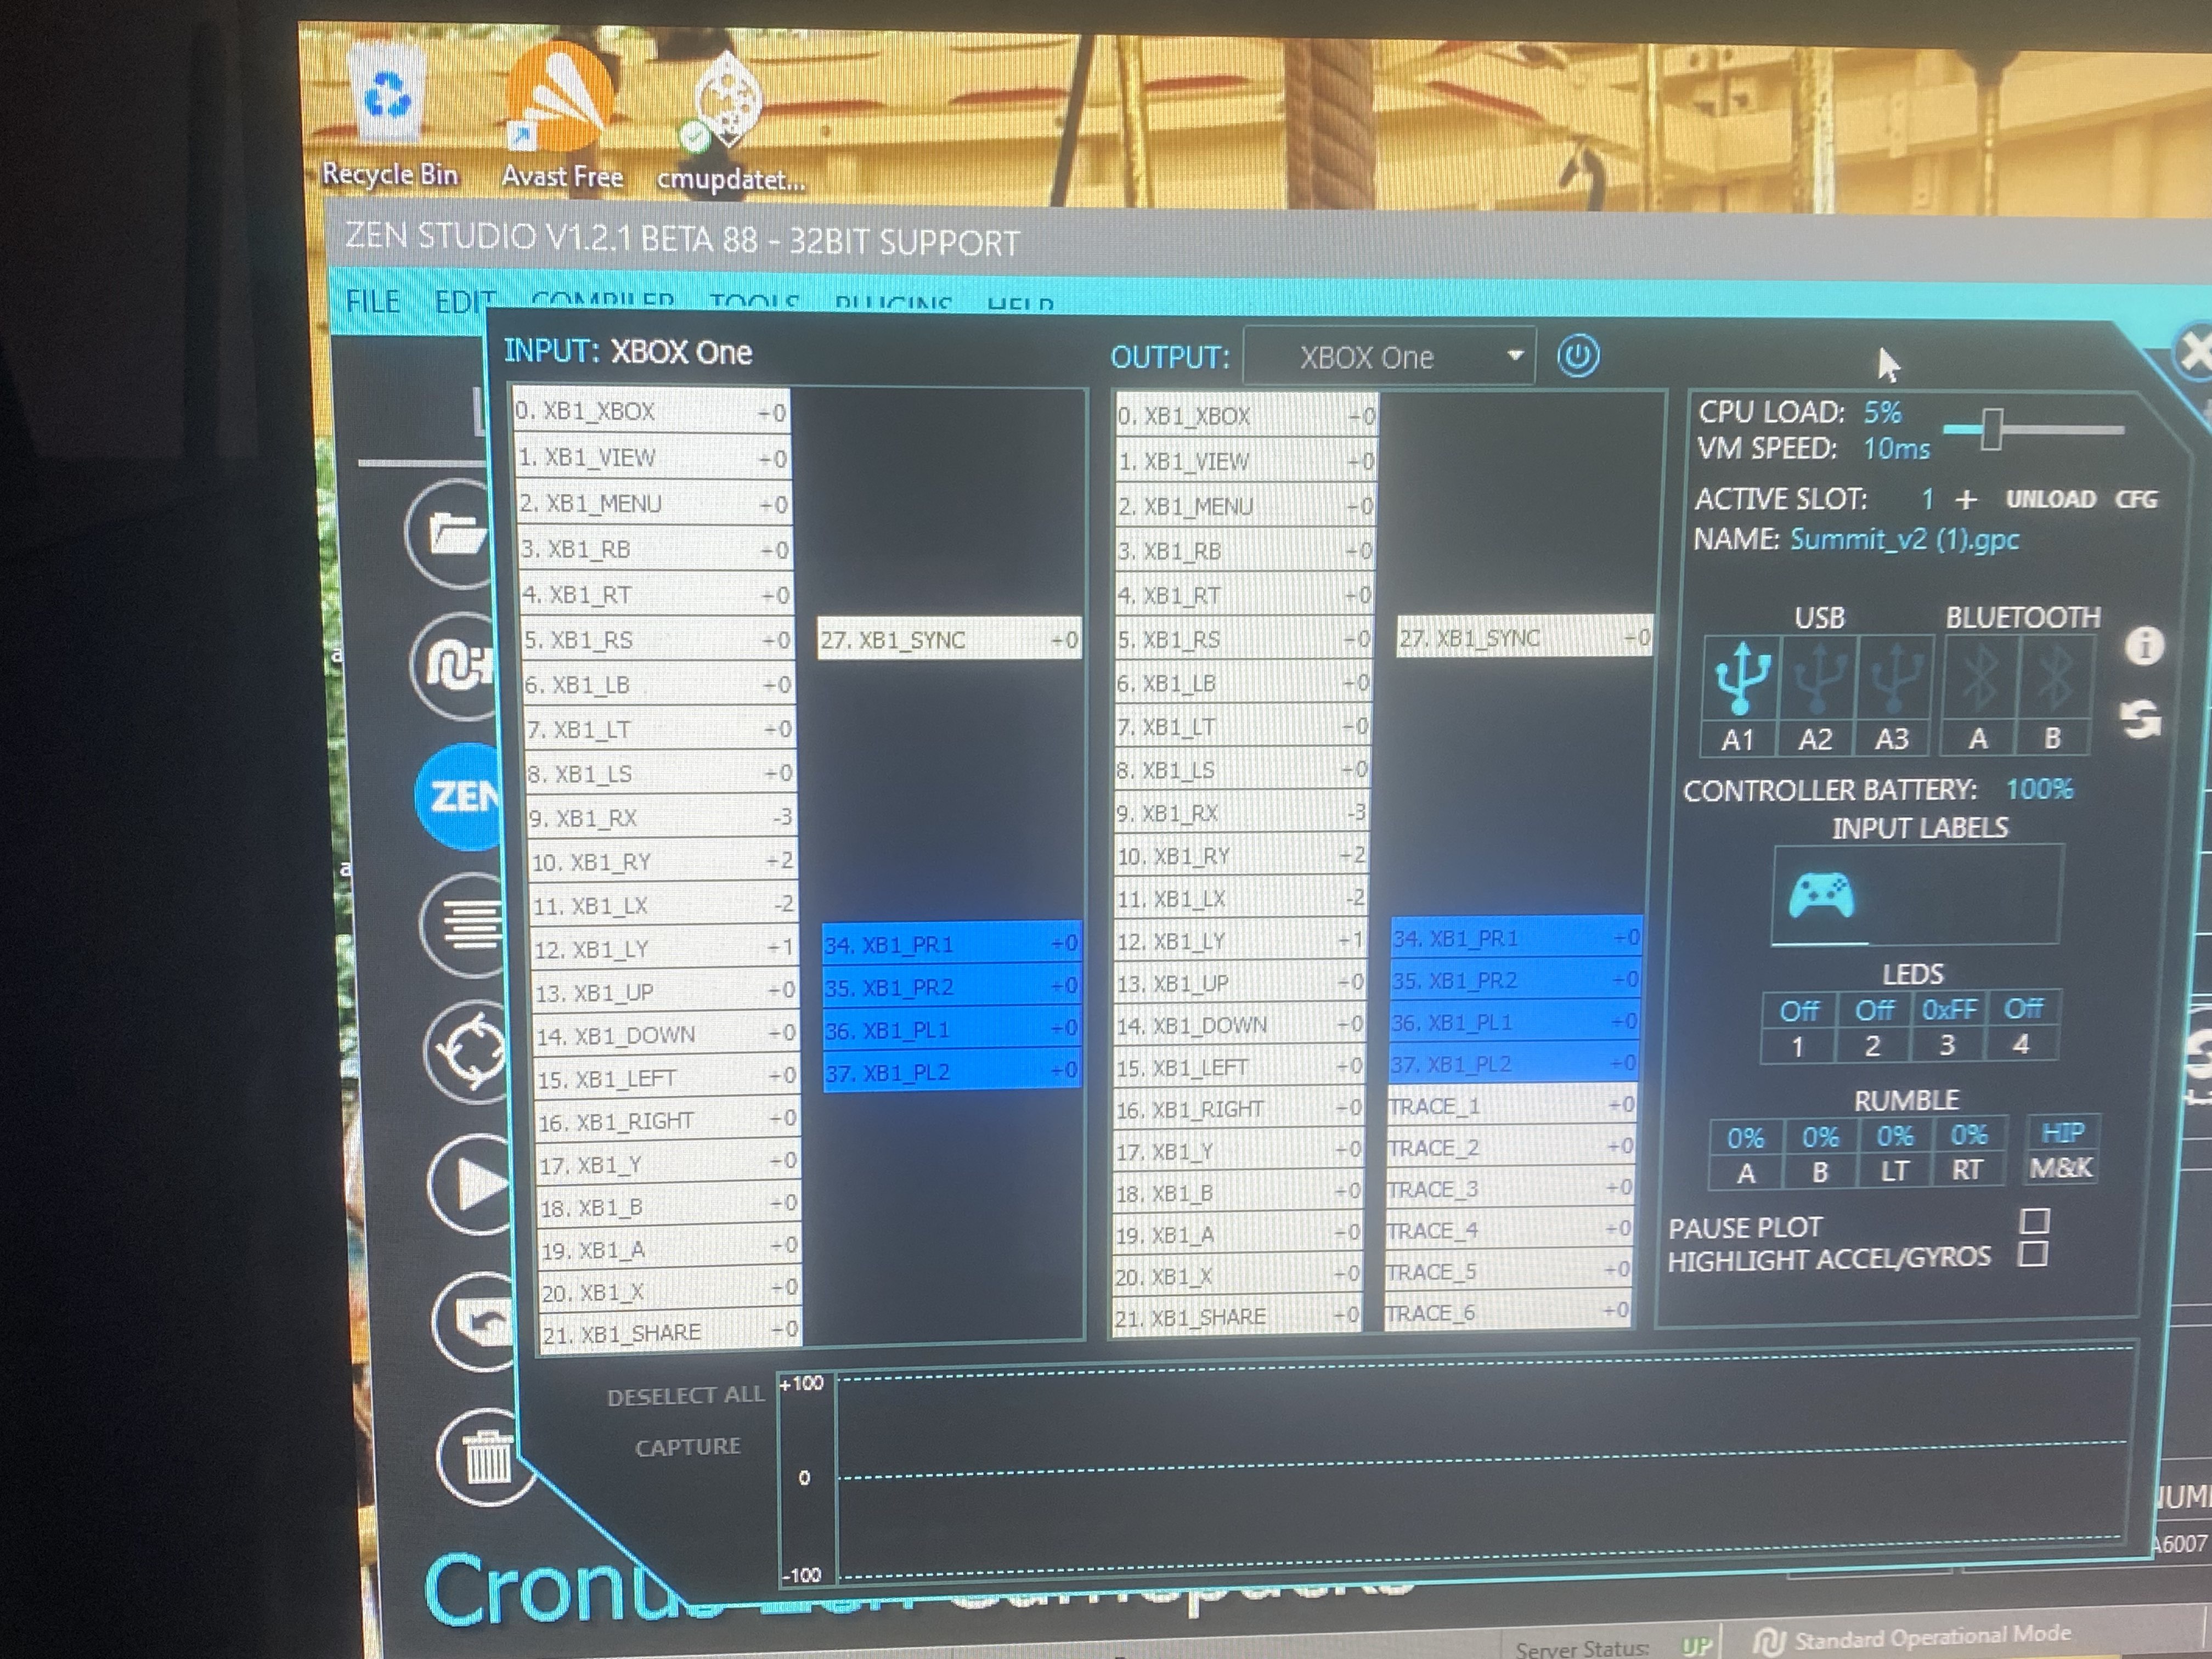 Recycle Bin
Avast Free
cmupdatet...
ZEN STUDIO V1.2.1 BETA 88 - 32BIT SUPPORT
FILE EDIT COMPILER TOOLS PLUGINS HELP
INPUT: XBOX One
0. XB1_XBOX +0
1. XB1_VIEW +0
2. XB1_MENU +0
3. XB1_RB +0
4. XB1_RT +0
5. XB1_RS +0
6. XB1_LB +0
7. XB1_LT +0
8. XB1_LS +0
9. XB1_RX -3
10. XB1_RY +2
11. XB1_LX -2
12. XB1_LY +1
13. XB1_UP +0
14. XB1_DOWN +0
15. XB1_LEFT +0
16. XB1_RIGHT +0
17. XB1_Y +0
18. XB1_B +0
19. XB1_A +0
20. XB1_X +0
21. XB1_SHARE +0
27. XB1_SYNC +0
34. XB1_PR1 +0
35. XB1_PR2 +0
36. XB1_PL1 +0
37. XB1_PL2 +0
OUTPUT: XBOX One
0. XB1_XBOX +0
1. XB1_VIEW +0
2. XB1_MENU +0
3. XB1_RB +0
4. XB1_RT +0
5. XB1_RS +0
6. XB1_LB +0
7. XB1_LT +0
8. XB1_LS +0
9. XB1_RX -3
10. XB1_RY +2
11. XB1_LX -2
12. XB1_LY +1
13. XB1_UP +0
14. XB1_DOWN +0
15. XB1_LEFT +0
16. XB1_RIGHT +0
17. XB1_Y +0
18. XB1_B +0
19. XB1_A +0
20. XB1_X +0
21. XB1_SHARE +0
27. XB1_SYNC +0
34. XB1_PR1 +0
35. XB1_PR2 +0
36. XB1_PL1 +0
37. XB1_PL2 +0
TRACE_1 +0
TRACE_2 +0
TRACE_3 +0
TRACE_4 +0
TRACE_5 +0
TRACE_6 +0
CPU LOAD: 5%
VM SPEED: 10ms
ACTIVE SLOT: 1 + UNLOAD CFG
NAME: Summit_v2 (1).gpc
USB BLUETOOTH
A1 A2 A3 A B
CONTROLLER BATTERY: 100%
INPUT LABELS
LEDS
Off Off 0xFF Off
1 2 3 4
RUMBLE
0% 0% 0% 0% HIP
A B LT RT M&K
PAUSE PLOT
HIGHLIGHT ACCEL/GYROS
ZEN
DESELECT ALL
CAPTURE
+100
0
-100
A6007
Server Status: UP
Standard Operational Mode